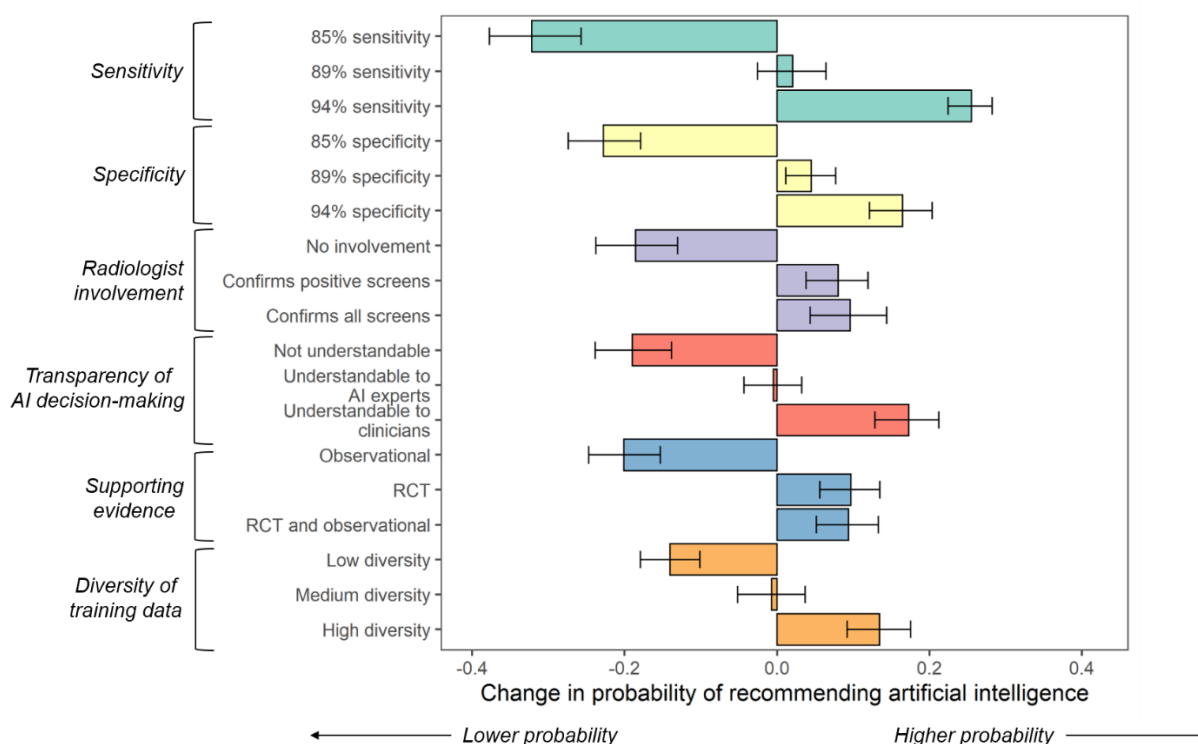 Sensitivity
85% sensitivity
89% sensitivity
94% sensitivity
Specificity
85% specificity
89% specificity
94% specificity
Radiologist
involvement
No involvement
Confirms positive screens
Confirms all screens
Transparency of
AI decision-making
Not understandable
Understandable to
AI experts
Understandable to
clinicians
Supporting
evidence
Observational
RCT
RCT and observational
Diversity of
training data
Low diversity
Medium diversity
High diversity
-0.4 -0.2 0.0 0.2 0.4
Change in probability of recommending artificial intelligence
Lower probability Higher probability